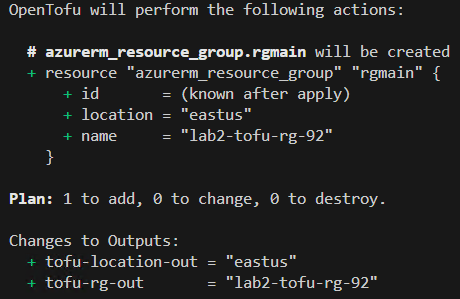 OpenTofu will perform the following actions:
# azurerm_resource_group.rgmain will be created
+ resource "azurerm_resource_group" "rgmain" {
+ id       = (known after apply)
+ location = "eastus"
+ name     = "lab2-tofu-rg-92"
}
Plan: 1 to add, 0 to change, 0 to destroy.
Changes to Outputs:
+ tofu-location-out = "eastus"
+ tofu-rg-out       = "lab2-tofu-rg-92"